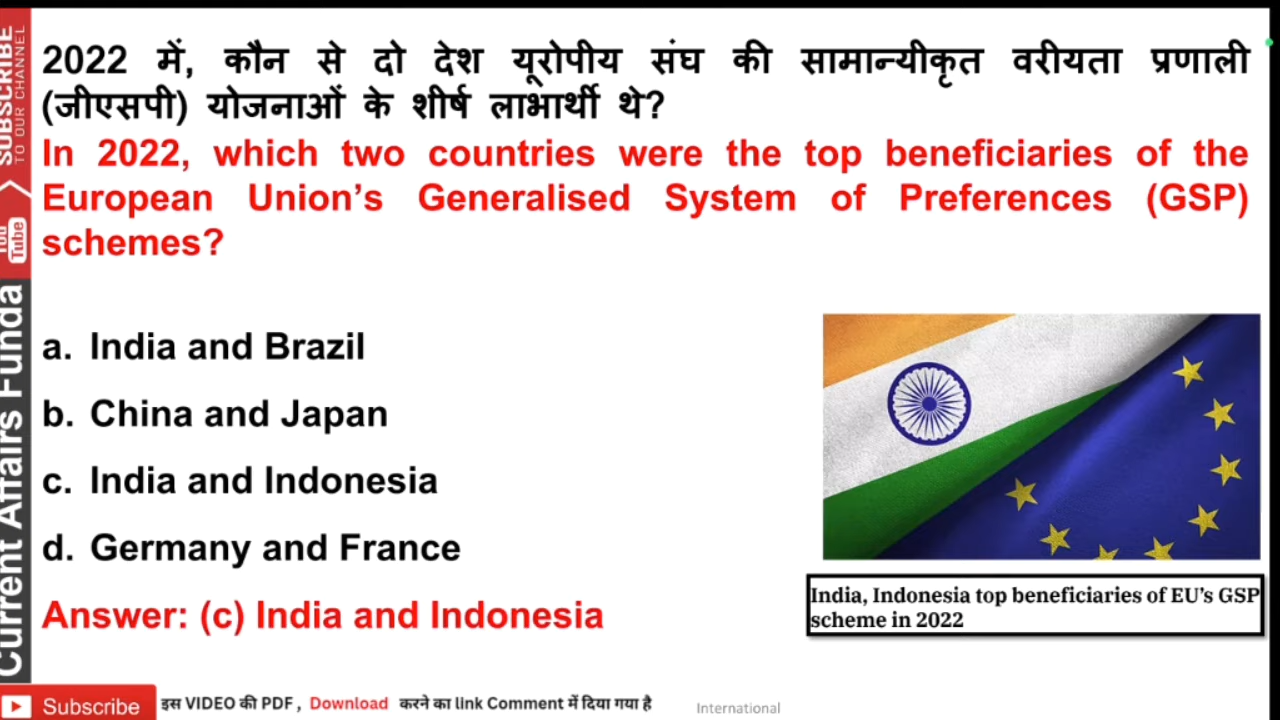 2022 में, कौन से दो देश यूरोपीय संघ की सामान्यीकृत वरीयता प्रणाली
(जीएसपी) योजनाओं के शीर्ष लाभार्थी थे?
In 2022, which two countries were the top beneficiaries of the
European Union's Generalised System of Preferences (GSP)
schemes?
a. India and Brazil
b. China and Japan
c. India and Indonesia
d. Germany and France
Answer: (c) India and Indonesia
India, Indonesia top beneficiaries of EU's GSP
scheme in 2022
SUBSCRIBE
TO OUR CHANNEL
You
Tube
Current Affairs Funda
Subscribe
इस VIDEO की PDF , Download करने का link Comment में दिया गया है
International